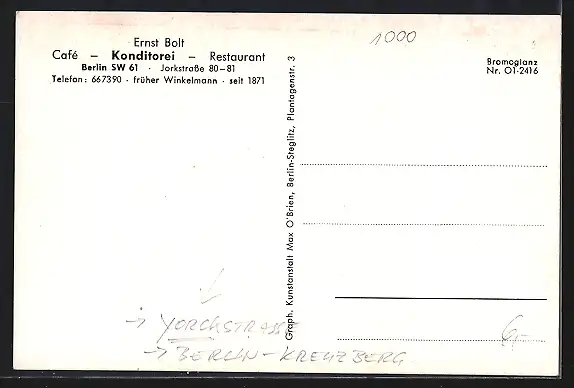 Ernst Bolt
Café – Konditorei – Restaurant
Berlin SW 61 · Jorkstraße 80–81
Telefon: 667390 · früher Winkelmann · seit 1871
1000
Bromoglanz
Nr. O1-2416
Graph. Kunstanstalt Max O'Brien, Berlin-Steglitz, Plantagenstr. 3
→ YORCHSTRASSE
→ BERLIN - KREUZBERG
6,-